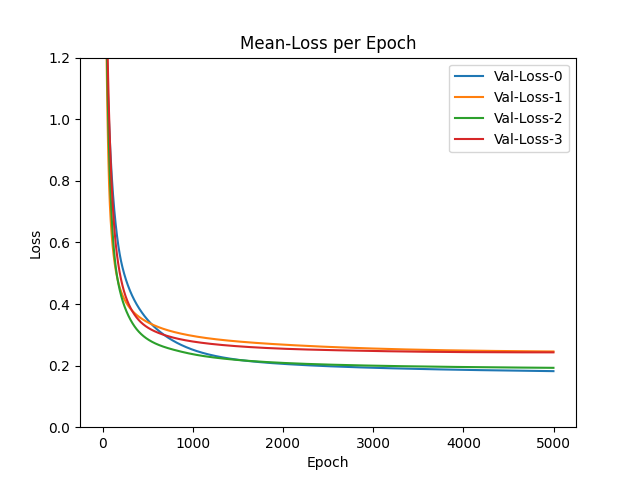 Mean-Loss per Epoch
1.2
1.0
0.8
0.6
0.4
0.2
0.0
Loss
Val-Loss-0
Val-Loss-1
Val-Loss-2
Val-Loss-3
0 1000 2000 3000 4000 5000
Epoch